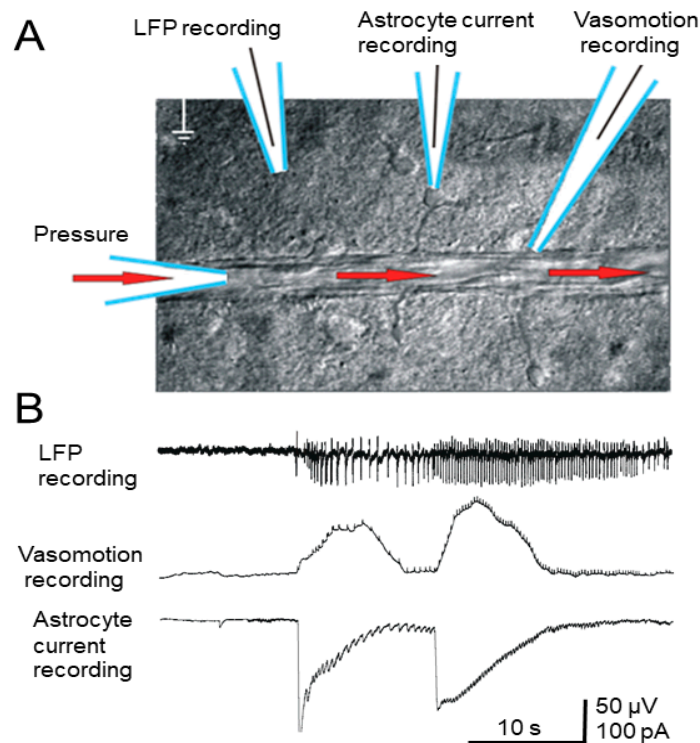 A
LFP recording
Astrocyte current
recording
Vasomotion
recording
Pressure
B
LFP
recording
Vasomotion
recording
Astrocyte
current
recording
50 µV
100 pA
10 s